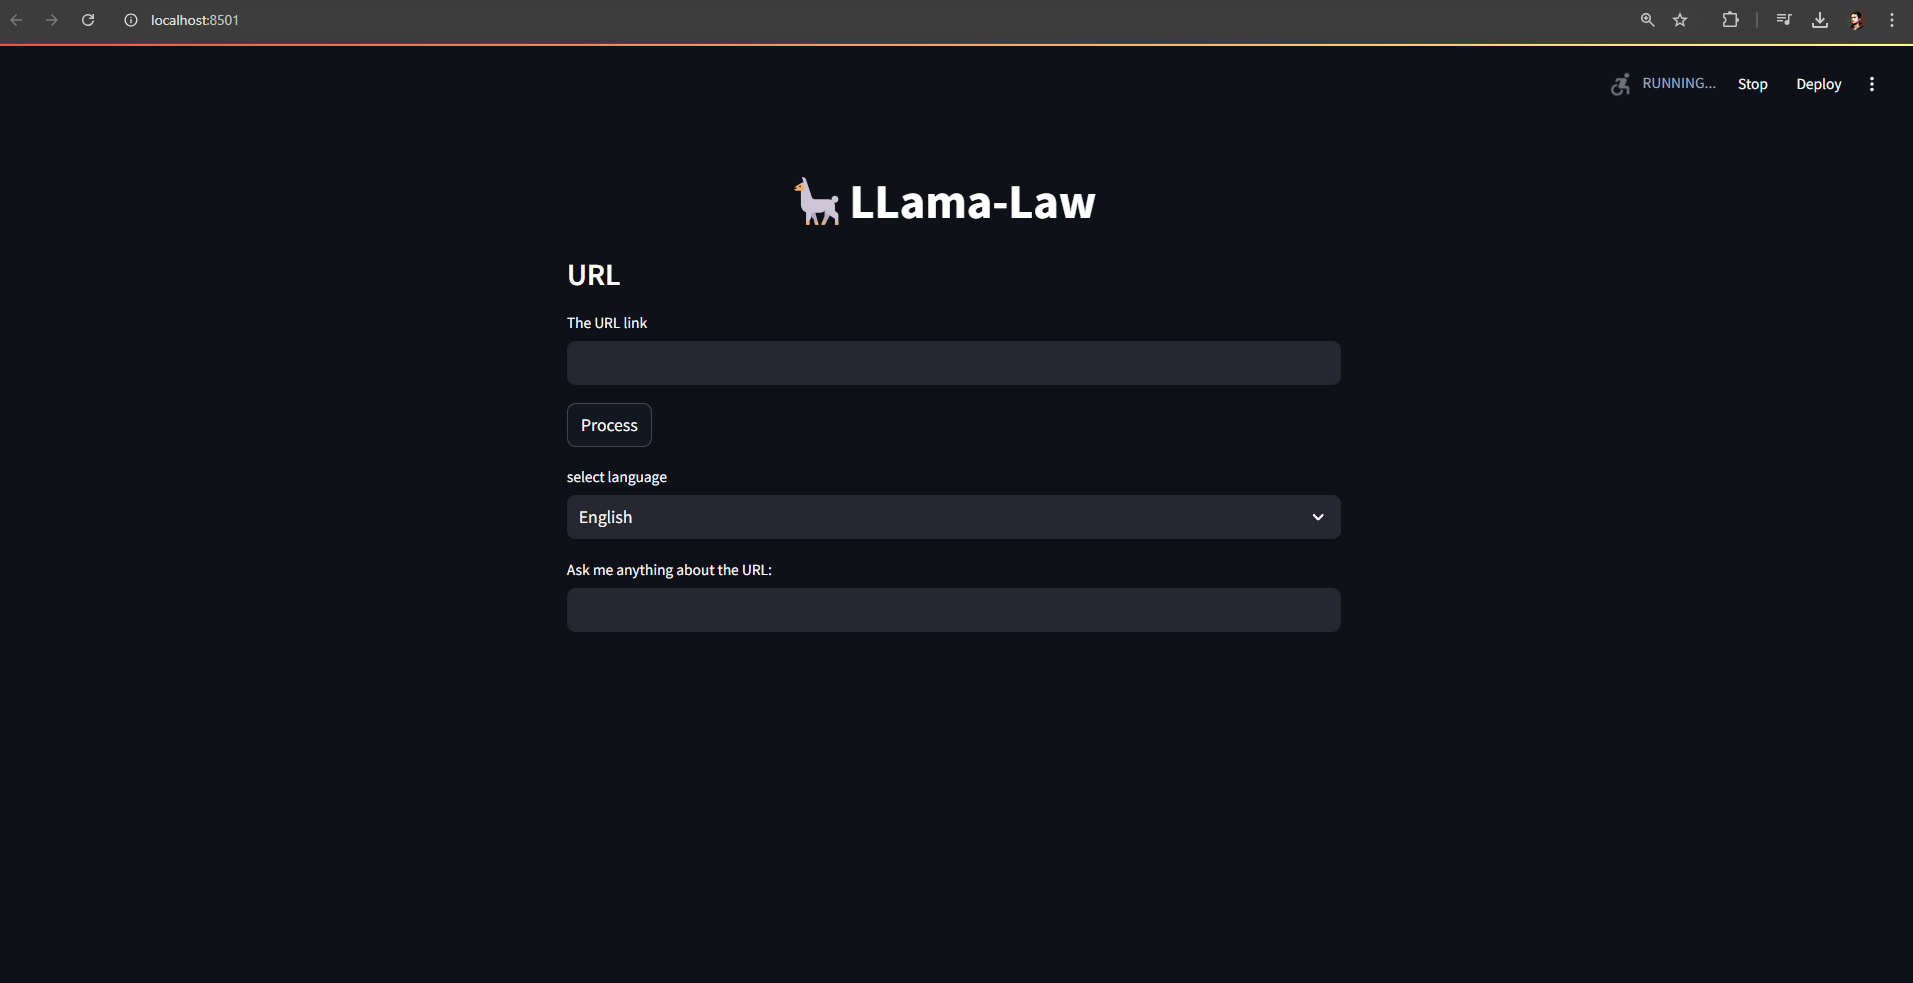 localhost:8501
RUNNING... Stop Deploy
LLama-Law
URL
The URL link
Process
select language
English
Ask me anything about the URL: